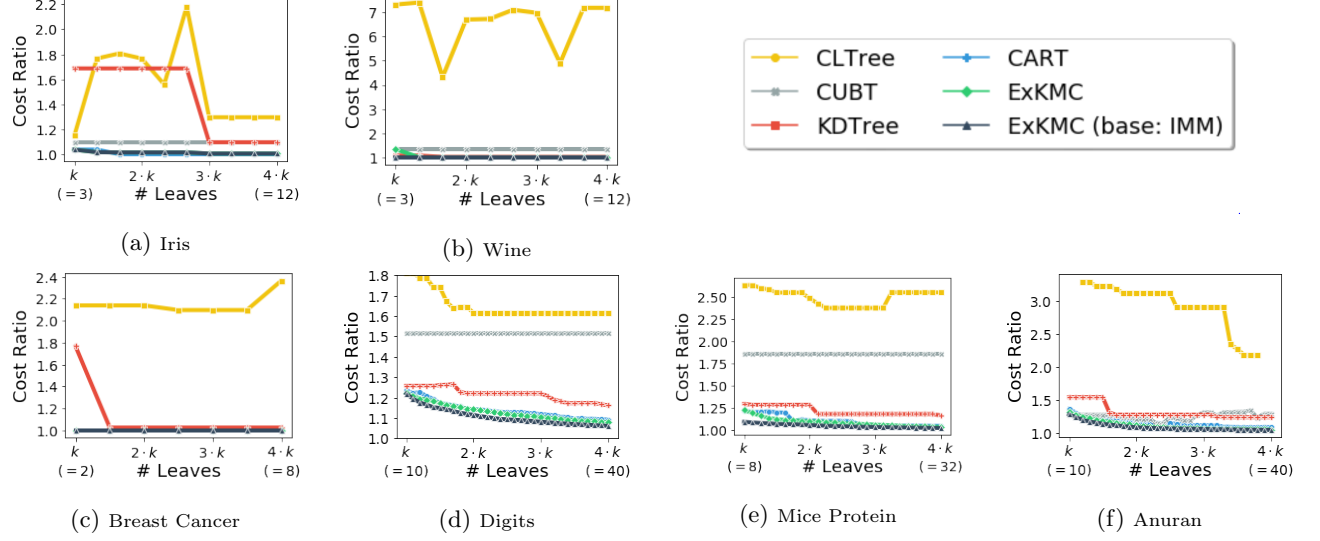 2.2
2.0
1.8
1.6
1.4
1.2
1.0
Cost Ratio
k
2 · k
3 · k
4 · k
(=3)
# Leaves
(=12)
(a) Iris
7
6
5
4
3
2
1
Cost Ratio
k
2 · k
3 · k
4 · k
(=3)
# Leaves
(=12)
(b) Wine
CLTree
CUBT
KDTree
CART
ExKMC
ExKMC (base: IMM)
2.4
2.2
2.0
1.8
1.6
1.4
1.2
1.0
Cost Ratio
k
2 · k
3 · k
4 · k
(=2)
# Leaves
(=8)
(c) Breast Cancer
1.8
1.7
1.6
1.5
1.4
1.3
1.2
1.1
1.0
Cost Ratio
k
2 · k
3 · k
4 · k
(=10)
# Leaves
(=40)
(d) Digits
2.50
2.25
2.00
1.75
1.50
1.25
1.00
Cost Ratio
k
2 · k
3 · k
4 · k
(=8)
# Leaves
(=32)
(e) Mice Protein
3.0
2.5
2.0
1.5
1.0
Cost Ratio
k
2 · k
3 · k
4 · k
(=10)
# Leaves
(=40)
(f) Anuran